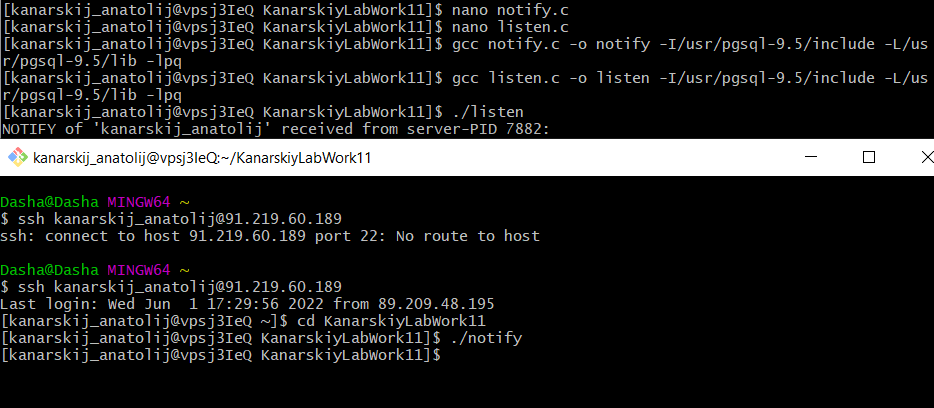 [kanarskij_anatolij@vpsj3IeQ KanarskiyLabWork11]$ nano notify.c
[kanarskij_anatolij@vpsj3IeQ KanarskiyLabWork11]$ nano listen.c
[kanarskij_anatolij@vpsj3IeQ KanarskiyLabWork11]$ gcc notify.c -o notify -I/usr/pgsql-9.5/include -L/us
r/pgsql-9.5/lib -lpq
[kanarskij_anatolij@vpsj3IeQ KanarskiyLabWork11]$ gcc listen.c -o listen -I/usr/pgsql-9.5/include -L/us
r/pgsql-9.5/lib -lpq
[kanarskij_anatolij@vpsj3IeQ KanarskiyLabWork11]$ ./listen
NOTIFY of 'kanarskij_anatolij' received from server-PID 7882:
kanarskij_anatolij@vpsj3IeQ:~/KanarskiyLabWork11
Dasha@Dasha MINGW64 ~
$ ssh kanarskij_anatolij@91.219.60.189
ssh: connect to host 91.219.60.189 port 22: No route to host
Dasha@Dasha MINGW64 ~
$ ssh kanarskij_anatolij@91.219.60.189
Last login: Wed Jun  1 17:29:56 2022 from 89.209.48.195
[kanarskij_anatolij@vpsj3IeQ ~]$ cd KanarskiyLabWork11
[kanarskij_anatolij@vpsj3IeQ KanarskiyLabWork11]$ ./notify
[kanarskij_anatolij@vpsj3IeQ KanarskiyLabWork11]$